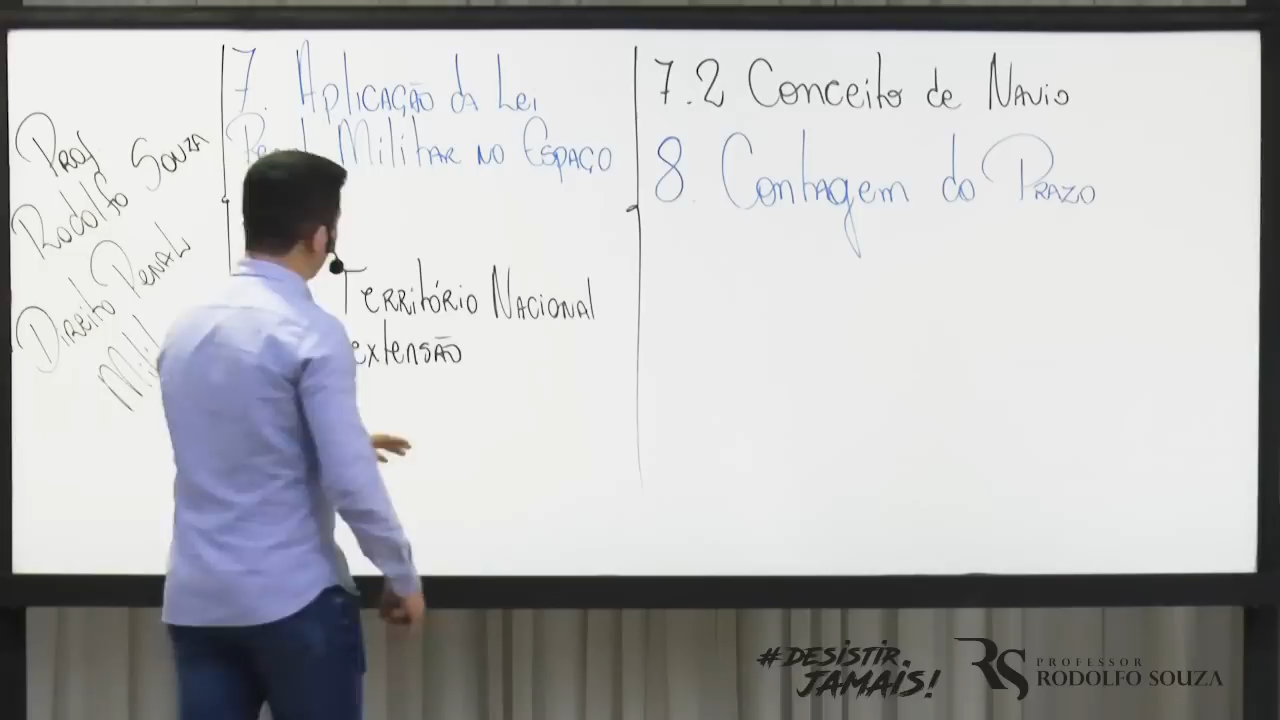 Prof
Rodolfo Souza
Direito Penal
7. Aplicação da Lei
Militar no Espaço
Território Nacional
extensão
7.2 Conceito de Navio
8. Contagem do Prazo
#DESISTIR
JAMAIS!
RS
PROFESSOR
RODOLFO SOUZA